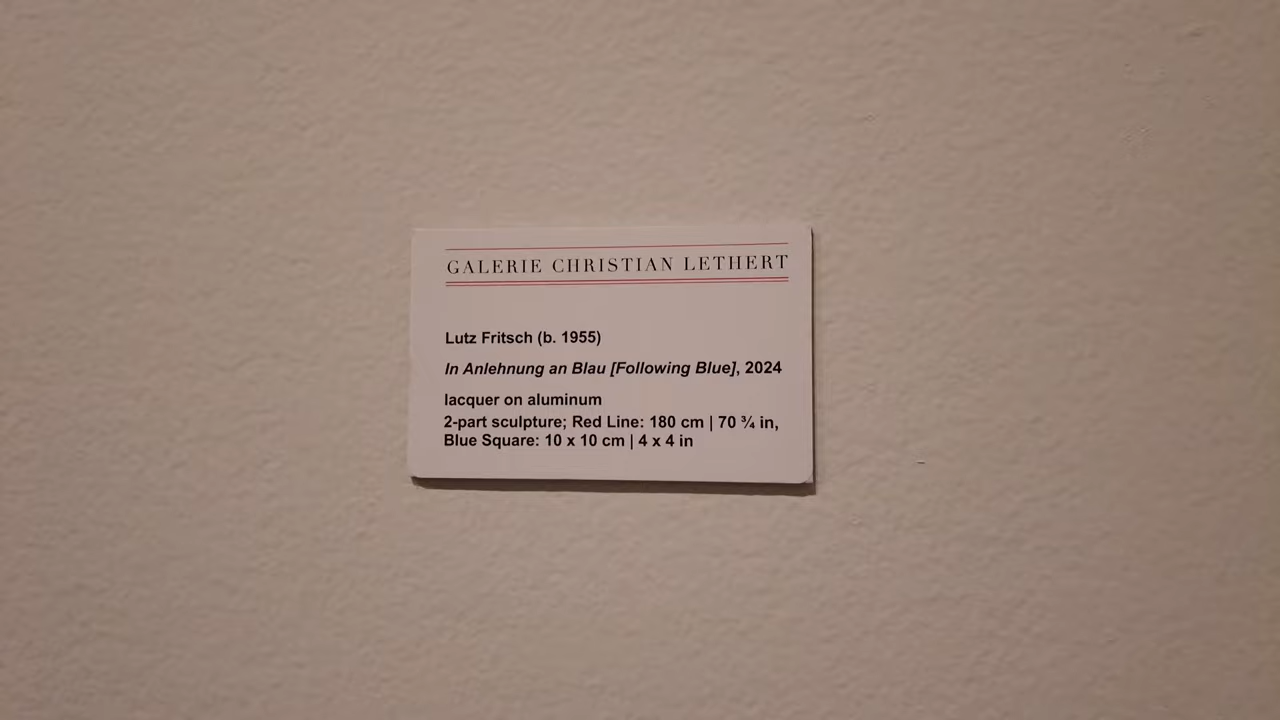 GALERIE CHRISTIAN LETHERT
Lutz Fritsch (b. 1955)
In Anlehnung an Blau [Following Blue], 2024
lacquer on aluminum
2-part sculpture; Red Line: 180 cm | 70 ¾ in,
Blue Square: 10 x 10 cm | 4 x 4 in